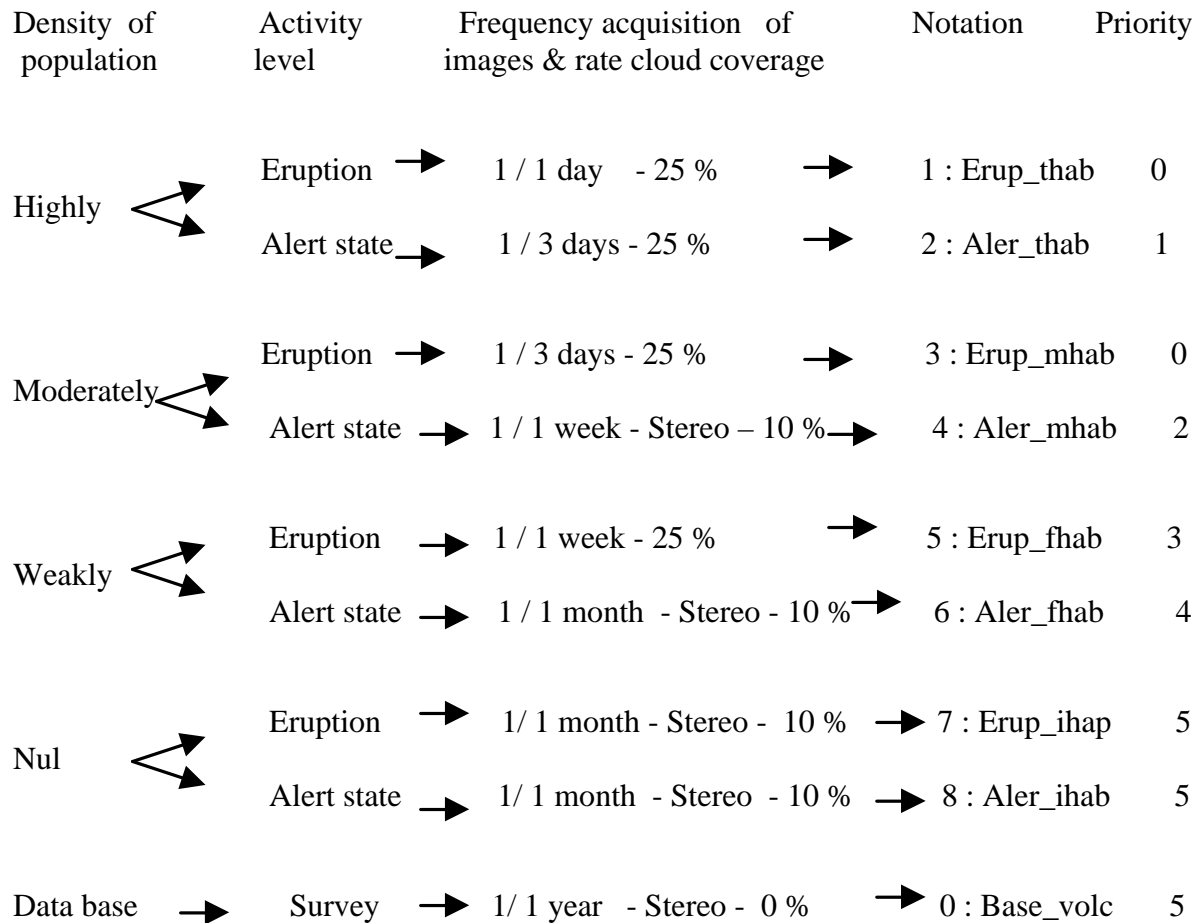 Density of Activity Frequency acquisition of Notation Priority
population level images & rate cloud coverage
Eruption 1 / 1 day - 25 % 1 : Erup_thab 0
Highly
Alert state 1 / 3 days - 25 % 2 : Aler_thab 1
Eruption 1 / 3 days - 25 % 3 : Erup_mhab 0
Moderately
Alert state 1 / 1 week - Stereo – 10 % 4 : Aler_mhab 2
Eruption 1 / 1 week - 25 % 5 : Erup_fhab 3
Weakly
Alert state 1 / 1 month - Stereo - 10 % 6 : Aler_fhab 4
Eruption 1/ 1 month - Stereo - 10 % 7 : Erup_ihap 5
Nul
Alert state 1/ 1 month - Stereo - 10 % 8 : Aler_ihab 5
Data base Survey 1/ 1 year - Stereo - 0 % 0 : Base_volc 5